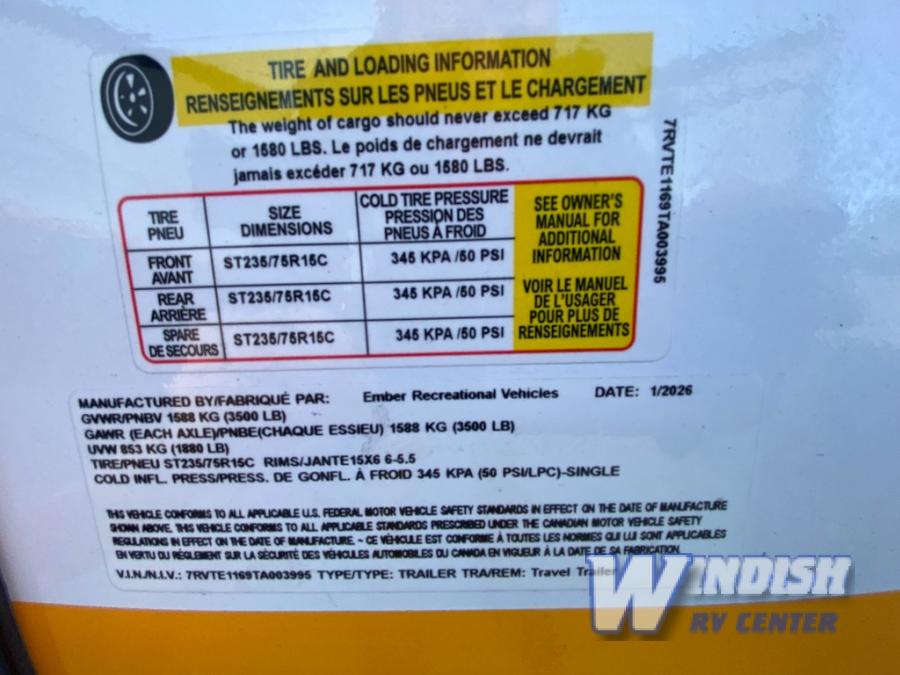 TIRE AND LOADING INFORMATION
RENSEIGNEMENTS SUR LES PNEUS ET LE CHARGEMENT
The weight of cargo should never exceed 717 KG
or 1580 LBS. Le poids de chargement ne devrait
jamais excéder 717 KG ou 1580 LBS.
TIRE PNEU SIZE DIMENSIONS COLD TIRE PRESSURE PRESSION DES PNEUS À FROID
FRONT AVANT ST235/75R15C 345 KPA /50 PSI
REAR ARRIÈRE ST235/75R15C 345 KPA /50 PSI
SPARE DE SECOURS ST235/75R15C 345 KPA /50 PSI
SEE OWNER'S
MANUAL FOR
ADDITIONAL
INFORMATION
VOIR LE MANUEL
DE L'USAGER
POUR PLUS DE
RENSEIGNEMENTS
7RVTE1169TA003995
MANUFACTURED BY/FABRIQUÉ PAR: Ember Recreational Vehicles DATE: 1/2026
GVWR/PNBV 1588 KG (3500 LB)
GAWR (EACH AXLE)/PNBE(CHAQUE ESSIEU) 1588 KG (3500 LB)
UVW 853 KG (1880 LB)
TIRE/PNEU ST235/75R15C RIMS/JANTE15X6 6-5.5
COLD INFL. PRESS/PRESS. DE GONFL. À FROID 345 KPA (50 PSI/LPC)-SINGLE
THIS VEHICLE CONFORMS TO ALL APPLICABLE U.S. FEDERAL MOTOR VEHICLE SAFETY STANDARDS IN EFFECT ON THE DATE OF MANUFACTURE
SHOWN ABOVE. THIS VEHICLE CONFORMS TO ALL APPLICABLE STANDARDS PRESCRIBED UNDER THE CANADIAN MOTOR VEHICLE SAFETY
REGULATIONS IN EFFECT ON THE DATE OF MANUFACTURE. - CE VÉHICULE EST CONFORME À TOUTES LES NORMES QUI LUI SONT APPLICABLES
EN VERTU DU RÈGLEMENT SUR LA SÉCURITÉ DES VÉHICULES AUTOMOBILES DU CANADA EN VIGUEUR À LA DATE DE SA FABRICATION.
V.I.N./N.I.V.: 7RVTE1169TA003995 TYPE/TYPE: TRAILER TRA/REM: Travel Trailer
WINDISH
RV CENTER